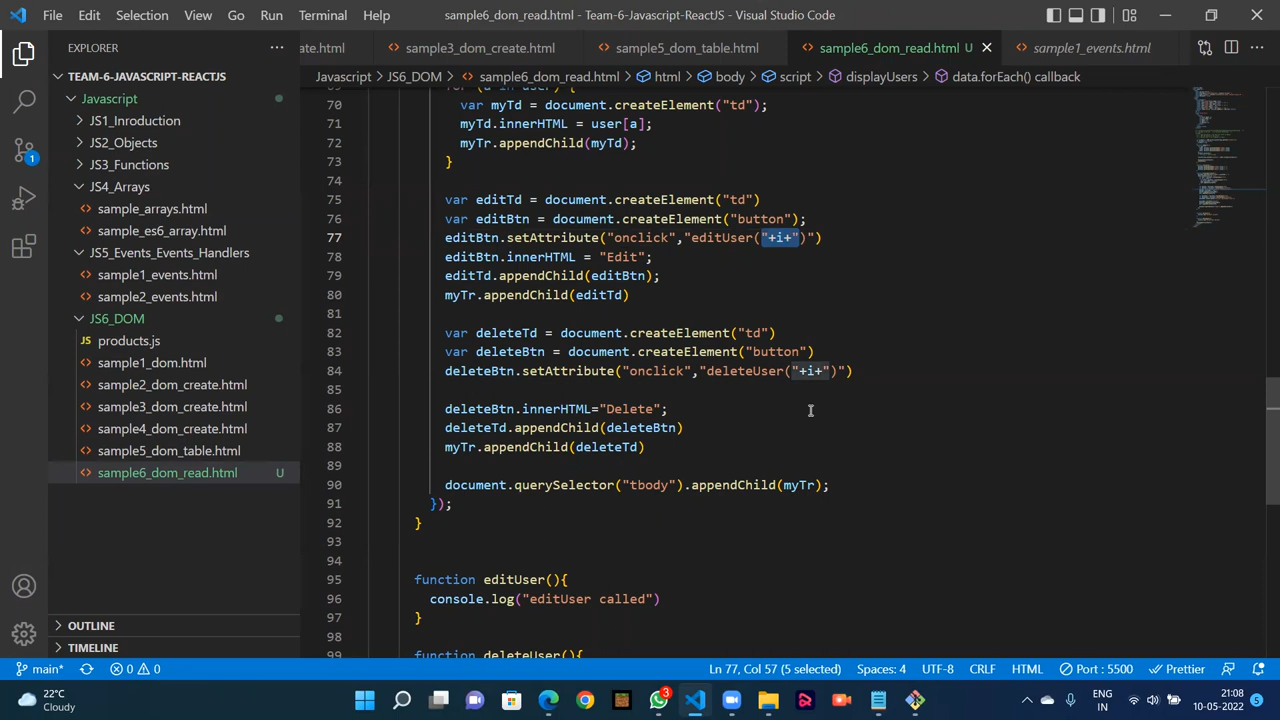 File Edit Selection View Go Run Terminal Help sample6_dom_read.html - Team-6-Javascript-ReactJS - Visual Studio Code
EXPLORER
ate.html sample3_dom_create.html sample5_dom_table.html sample6_dom_read.html U sample1_events.html
TEAM-6-JAVASCRIPT-REACTJS
Javascript > JS6_DOM > sample6_dom_read.html > html > body > script > displayUsers > data.forEach() callback
Javascript
JS1_Inroduction
JS2_Objects
JS3_Functions
JS4_Arrays
sample_arrays.html
sample_es6_array.html
JS5_Events_Events_Handlers
sample1_events.html
sample2_events.html
JS6_DOM
products.js
sample1_dom.html
sample2_dom_create.html
sample3_dom_create.html
sample4_dom_create.html
sample5_dom_table.html
sample6_dom_read.html U
OUTLINE
TIMELINE
69 for (a in user) {
70 var myTd = document.createElement("td");
71 myTd.innerHTML = user[a];
72 myTr.appendChild(myTd);
73 }
74
75 var editTd = document.createElement("td")
76 var editBtn = document.createElement("button");
77 editBtn.setAttribute("onclick","editUser("+i+")")
78 editBtn.innerHTML = "Edit";
79 editTd.appendChild(editBtn);
80 myTr.appendChild(editTd)
81
82 var deleteTd = document.createElement("td")
83 var deleteBtn = document.createElement("button")
84 deleteBtn.setAttribute("onclick","deleteUser("+i+")")
85
86 deleteBtn.innerHTML="Delete";
87 deleteTd.appendChild(deleteBtn)
88 myTr.appendChild(deleteTd)
89
90 document.querySelector("tbody").appendChild(myTr);
91 });
92 }
93
94
95 function editUser(){
96 console.log("editUser called")
97 }
98
99 function deleteUser(){
1
main* 0 0 Ln 77, Col 57 (5 selected) Spaces: 4 UTF-8 CRLF HTML Port : 5500 Prettier
22°C
Cloudy
3
ENG
IN
21:08
10-05-2022
5